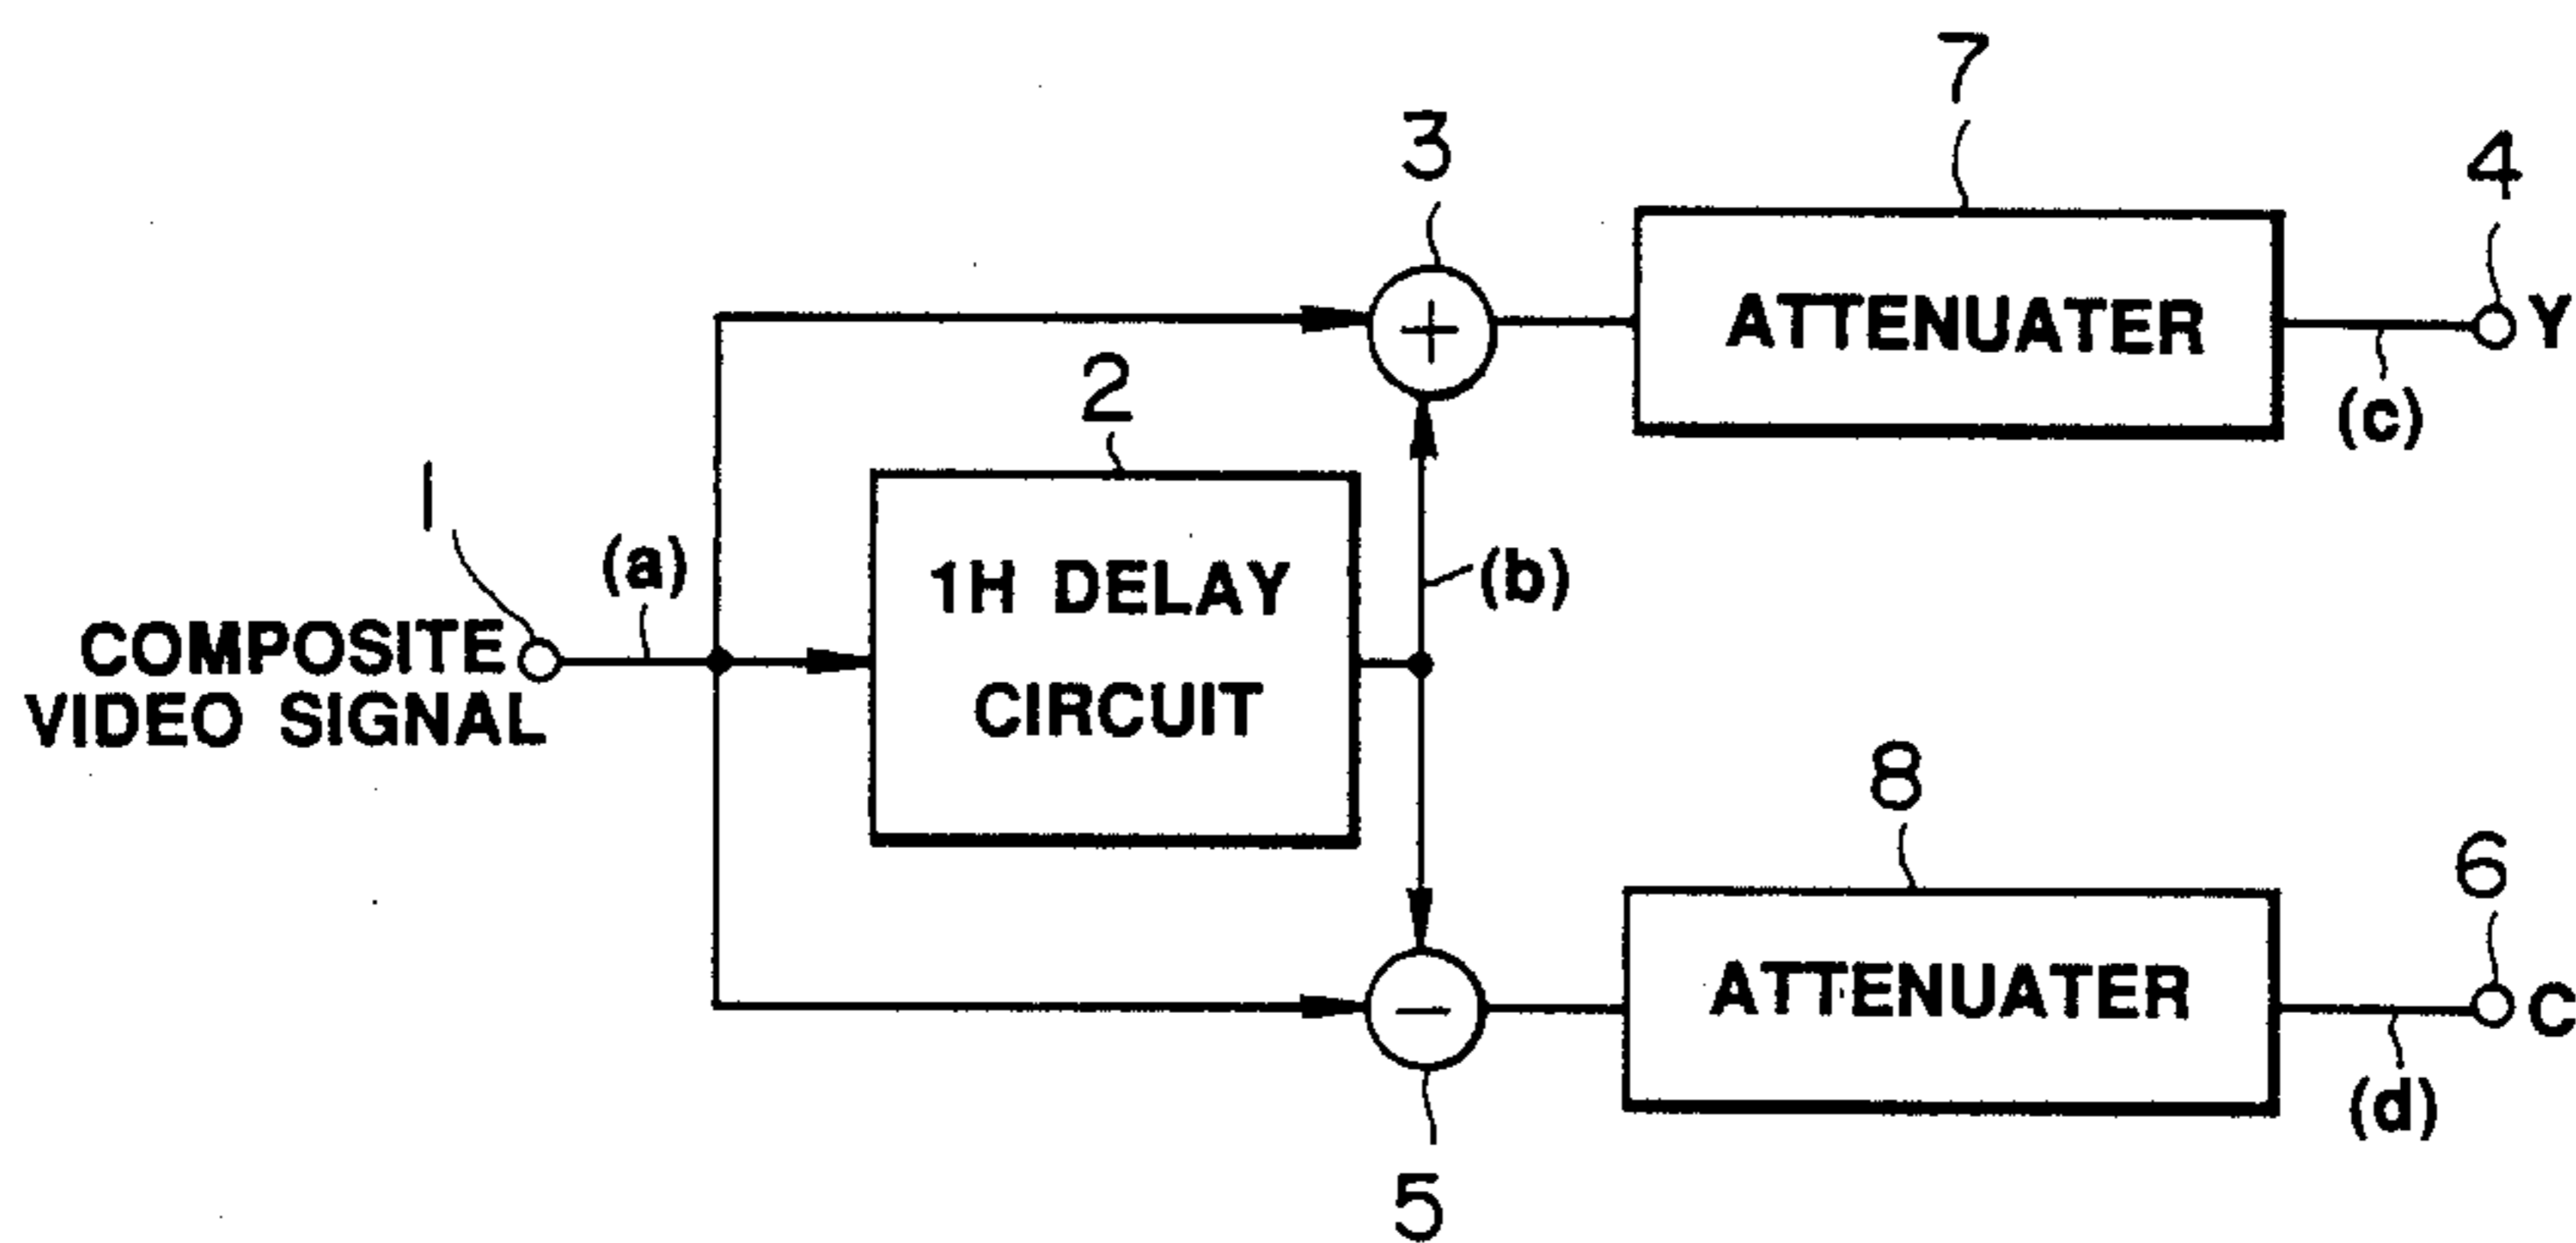 7
3
4
ATTENUATER
Y
2
(c)
1
(a)
1H DELAY
CIRCUIT
(b)
COMPOSITE
VIDEO SIGNAL
8
6
ATTENUATER
C
(d)
5
+
−